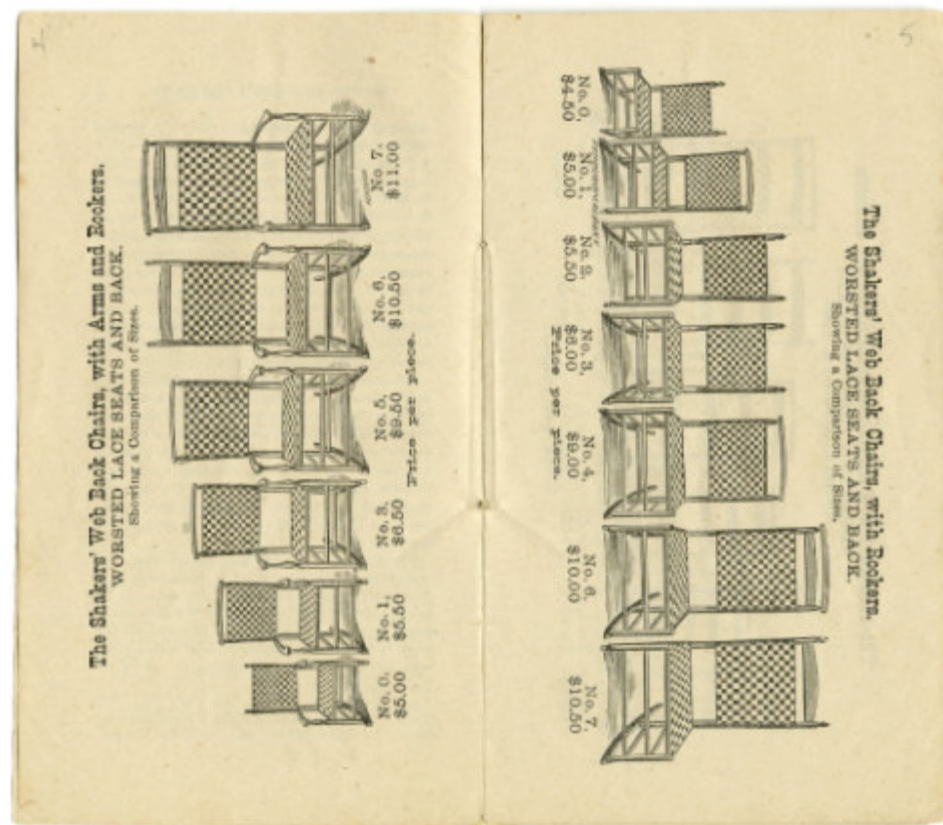 4
The Shakers' Web Back Chairs, with Arms and Rockers.
WORSTED LACE SEATS AND BACK.
Showing a Comparison of Sizes.
No. 0, No. 1, No. 3, No. 5, No. 6, No 7.
$5.00 $5.50 $9.50 $10.50 $11.00
Price per piece.
5
The Shakers' Web Back Chairs, with Rockers.
WORSTED LACE SEATS AND BACK.
Showing a Comparison of Sizes.
No. 0, No. 1, No. 2. No. 3, No. 4, No. 6, No. 7,
$4.50 $5.00 $5.50 $9.00 $10.00 $10.50
Price per piece.